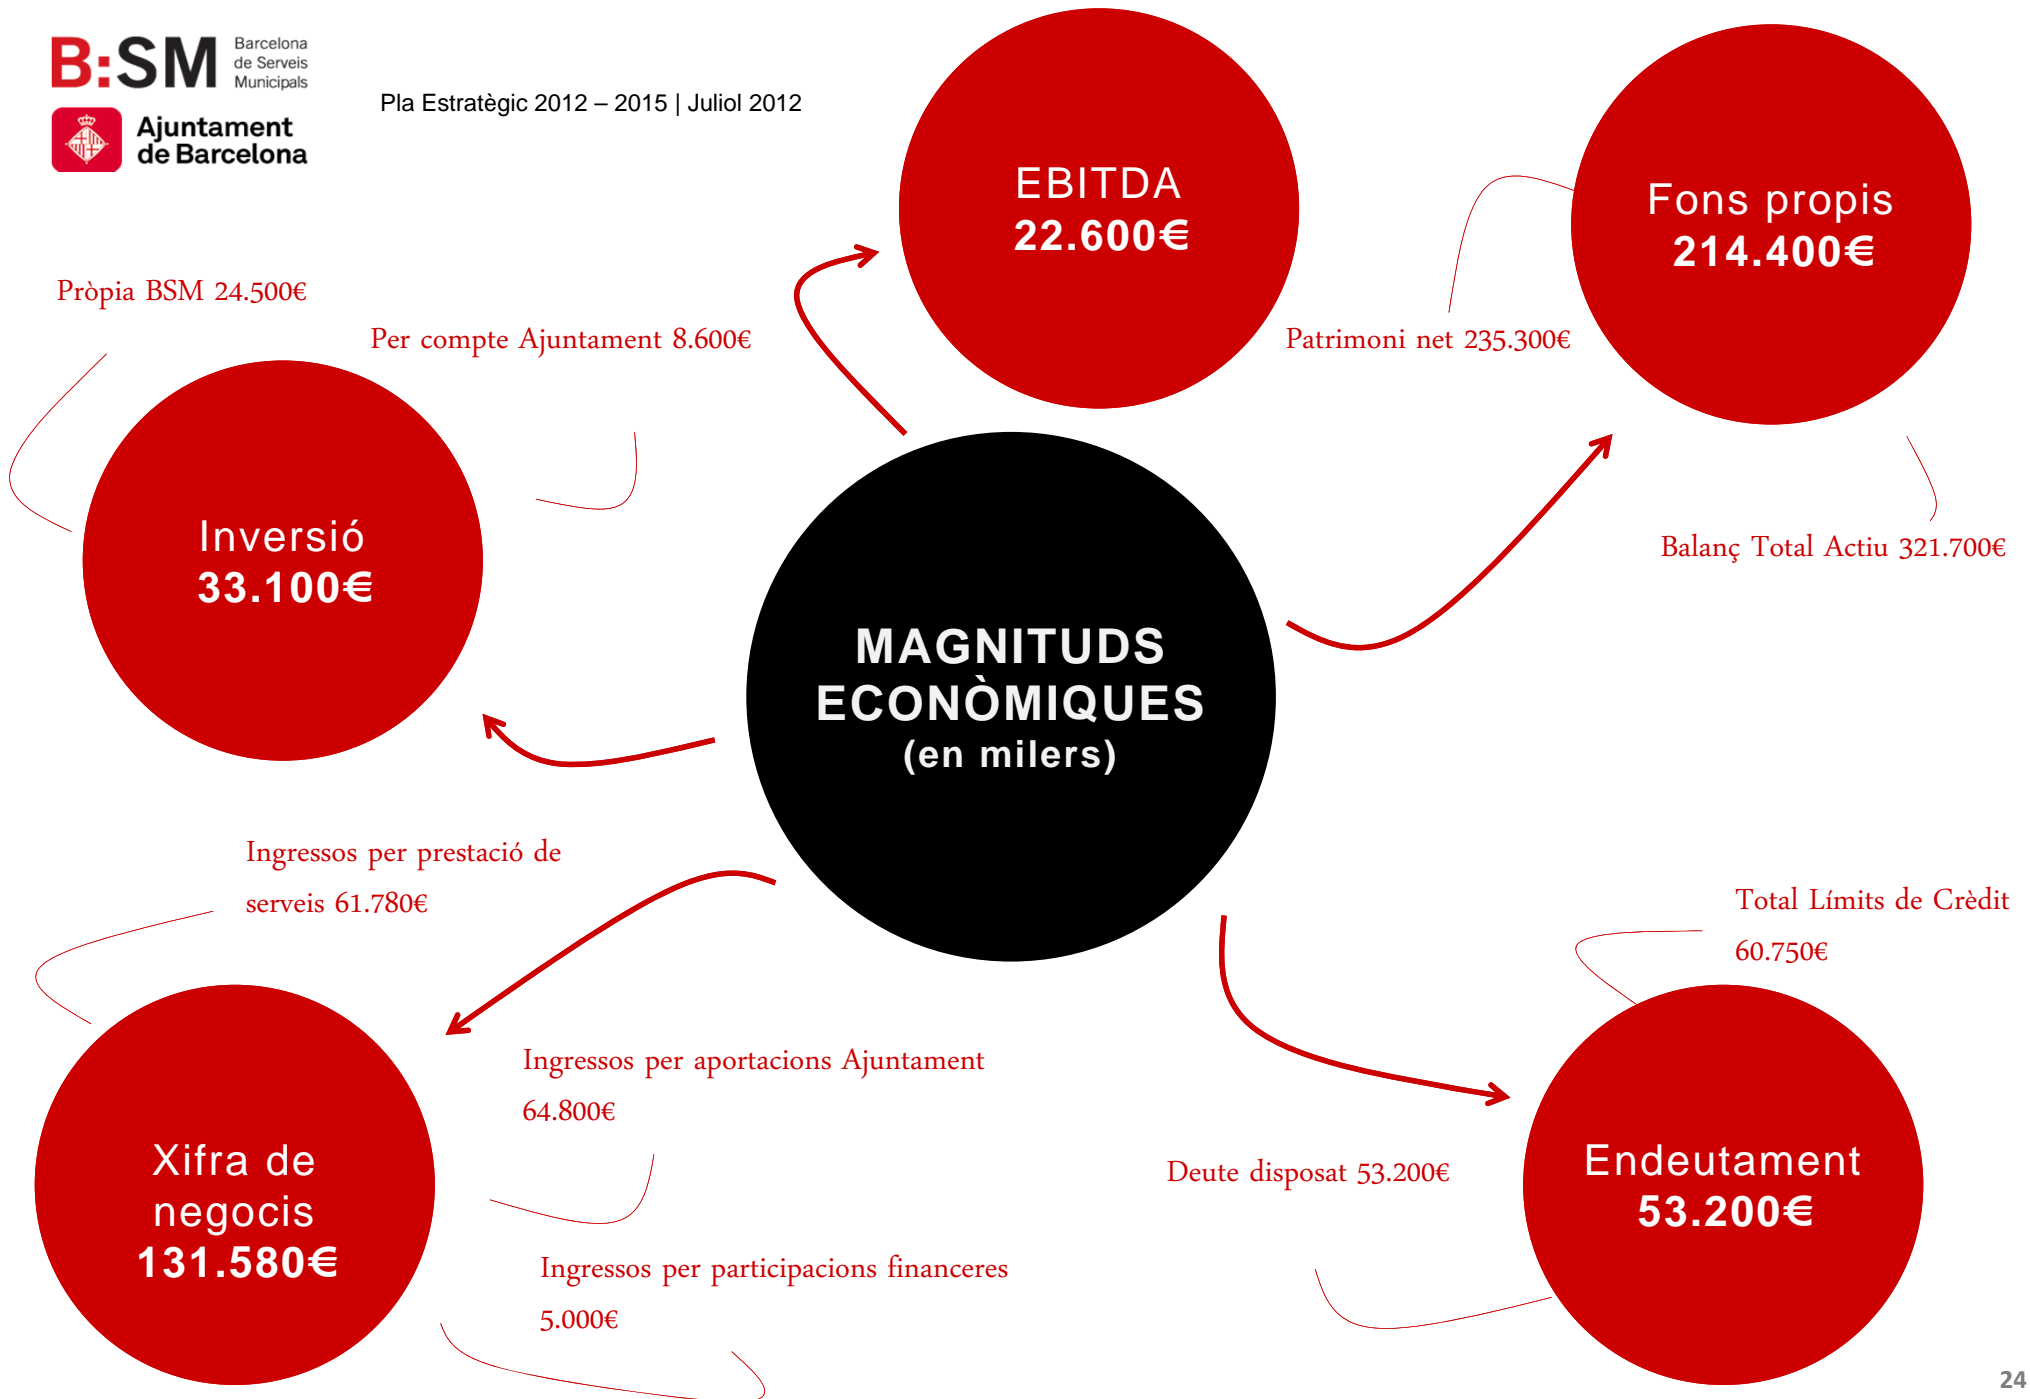 B:SM
Barcelona
de Serveis
Municipals
Ajuntament
de Barcelona
Pla Estratègic 2012 – 2015 | Juliol 2012
EBITDA
22.600€
Fons propis
214.400€
Pròpia BSM 24.500€
Per compte Ajuntament 8.600€
Patrimoni net 235.300€
Inversió
33.100€
Balanç Total Actiu 321.700€
MAGNITUDS
ECONÒMIQUES
(en milers)
Ingressos per prestació de
serveis 61.780€
Total Límits de Crèdit
60.750€
Ingressos per aportacions Ajuntament
64.800€
Xifra de
negocis
131.580€
Deute disposat 53.200€
Endeutament
53.200€
Ingressos per participacions financeres
5.000€
24